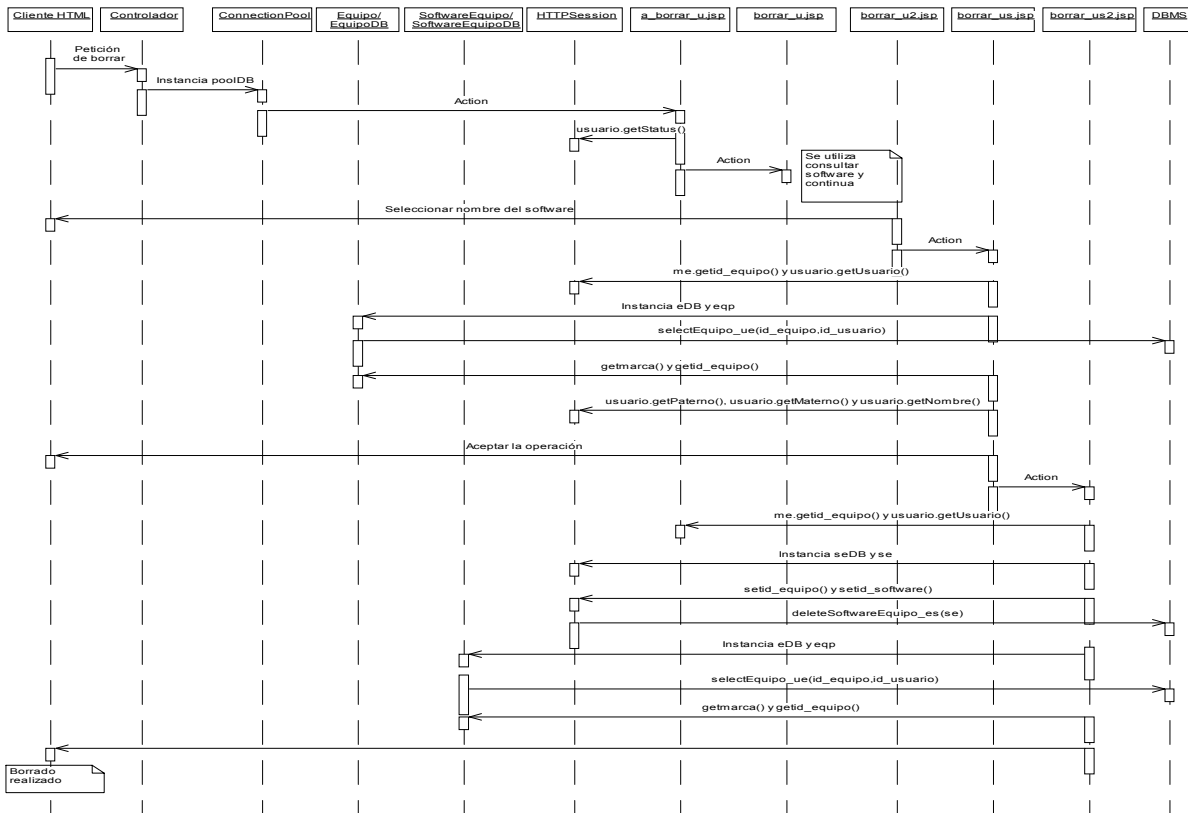 Cliente HTML
Controlador
ConnectionPool
Equipo/
EquipoDB
SoftwareEquipo/
SoftwareEquipoDB
HTTPSession
a_borrar_u.jsp
borrar_u.jsp
borrar_u2.jsp
borrar_us.jsp
borrar_us2.jsp
DBMS
Petición
de borrar
Instancia poolDB
Action
usuario.getStatus()
Action
Se utiliza
consultar
software y
continua
Seleccionar nombre del software
Action
me.getid_equipo() y usuario.getUsuario()
Instancia eDB y eqp
selectEquipo_ue(id_equipo,id_usuario)
getmarca() y getid_equipo()
usuario.getPaterno(), usuario.getMaterno() y usuario.getNombre()
Aceptar la operación
Action
me.getid_equipo() y usuario.getUsuario()
Instancia seDB y se
setid_equipo() y setid_software()
deleteSoftwareEquipo_es(se)
Instancia eDB y eqp
selectEquipo_ue(id_equipo,id_usuario)
getmarca() y getid_equipo()
Borrado
realizado